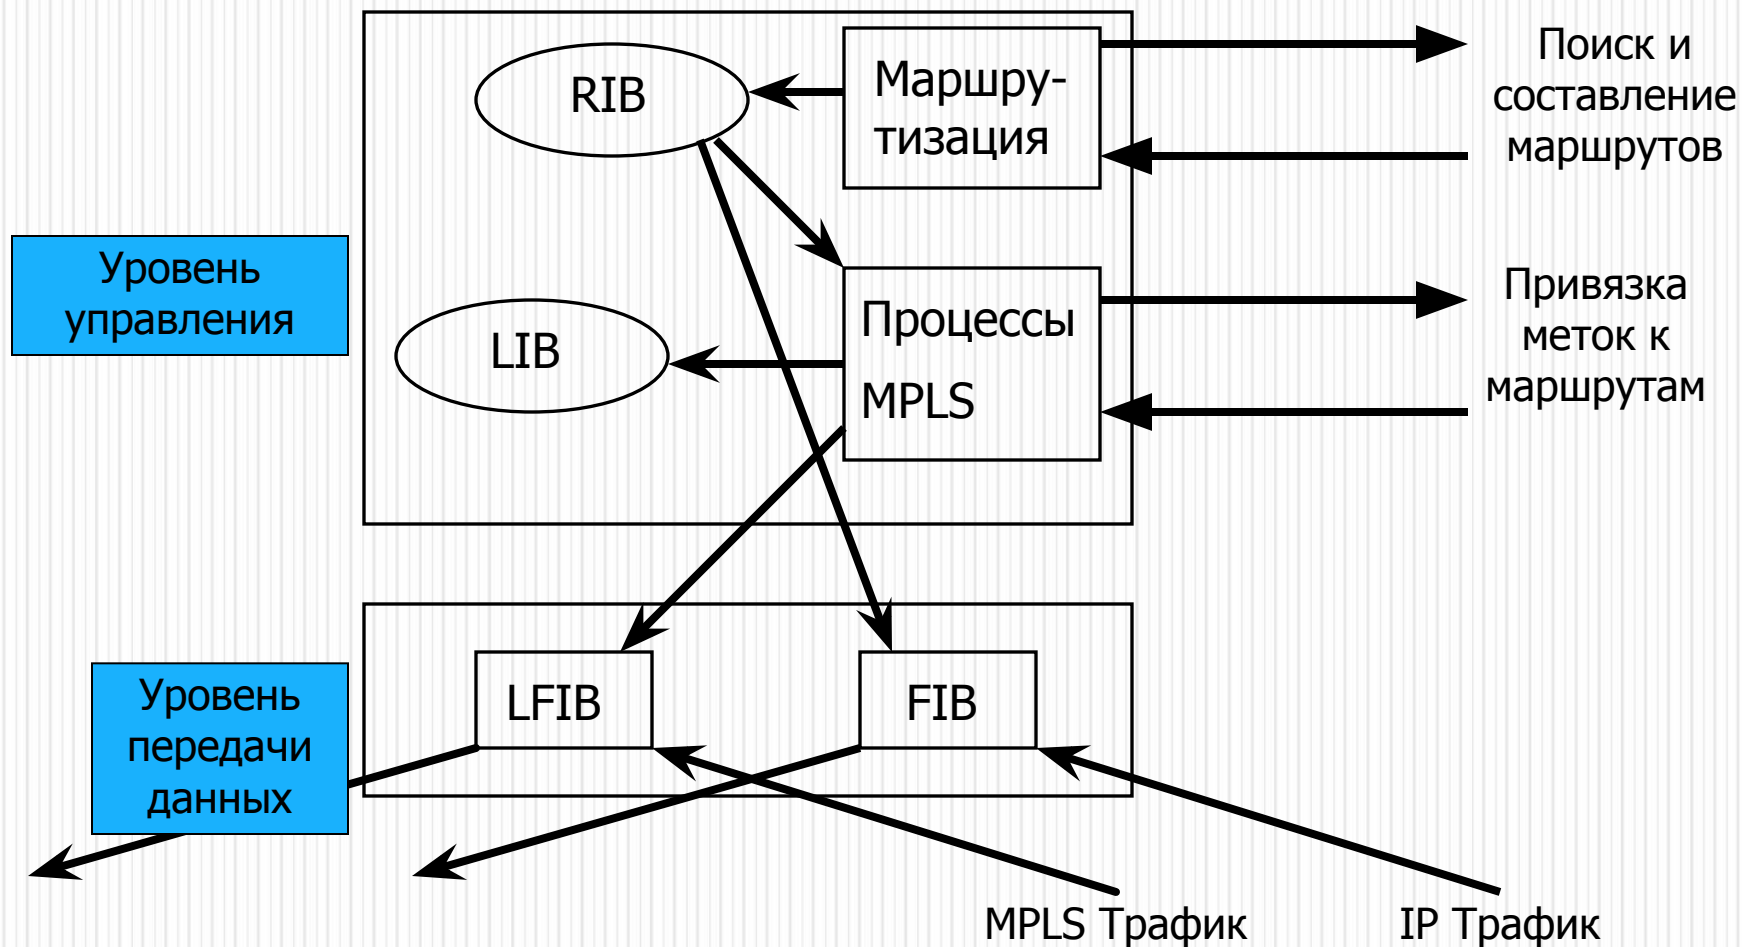 RIB
Маршру-
тизация
Поиск и
составление
маршрутов
Уровень
управления
LIB
Процессы
MPLS
Привязка
меток к
маршрутам
Уровень
передачи
данных
LFIB
FIB
MPLS Трафик
IP Трафик